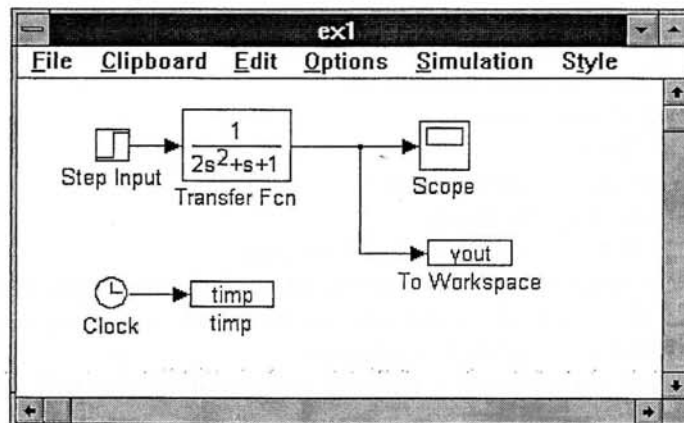 ex1
File Clipboard Edit Options Simulation Style
1
2s²+s+1
Step Input
Transfer Fcn
Scope
yout
To Workspace
timp
Clock
timp